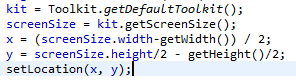 kit = Toolkit.getDefaultToolkit();
screenSize = kit.getScreenSize();
x = (screenSize.width-getWidth()) / 2;
y = screenSize.height/2 - getHeight()/2;
setLocation(x, y);